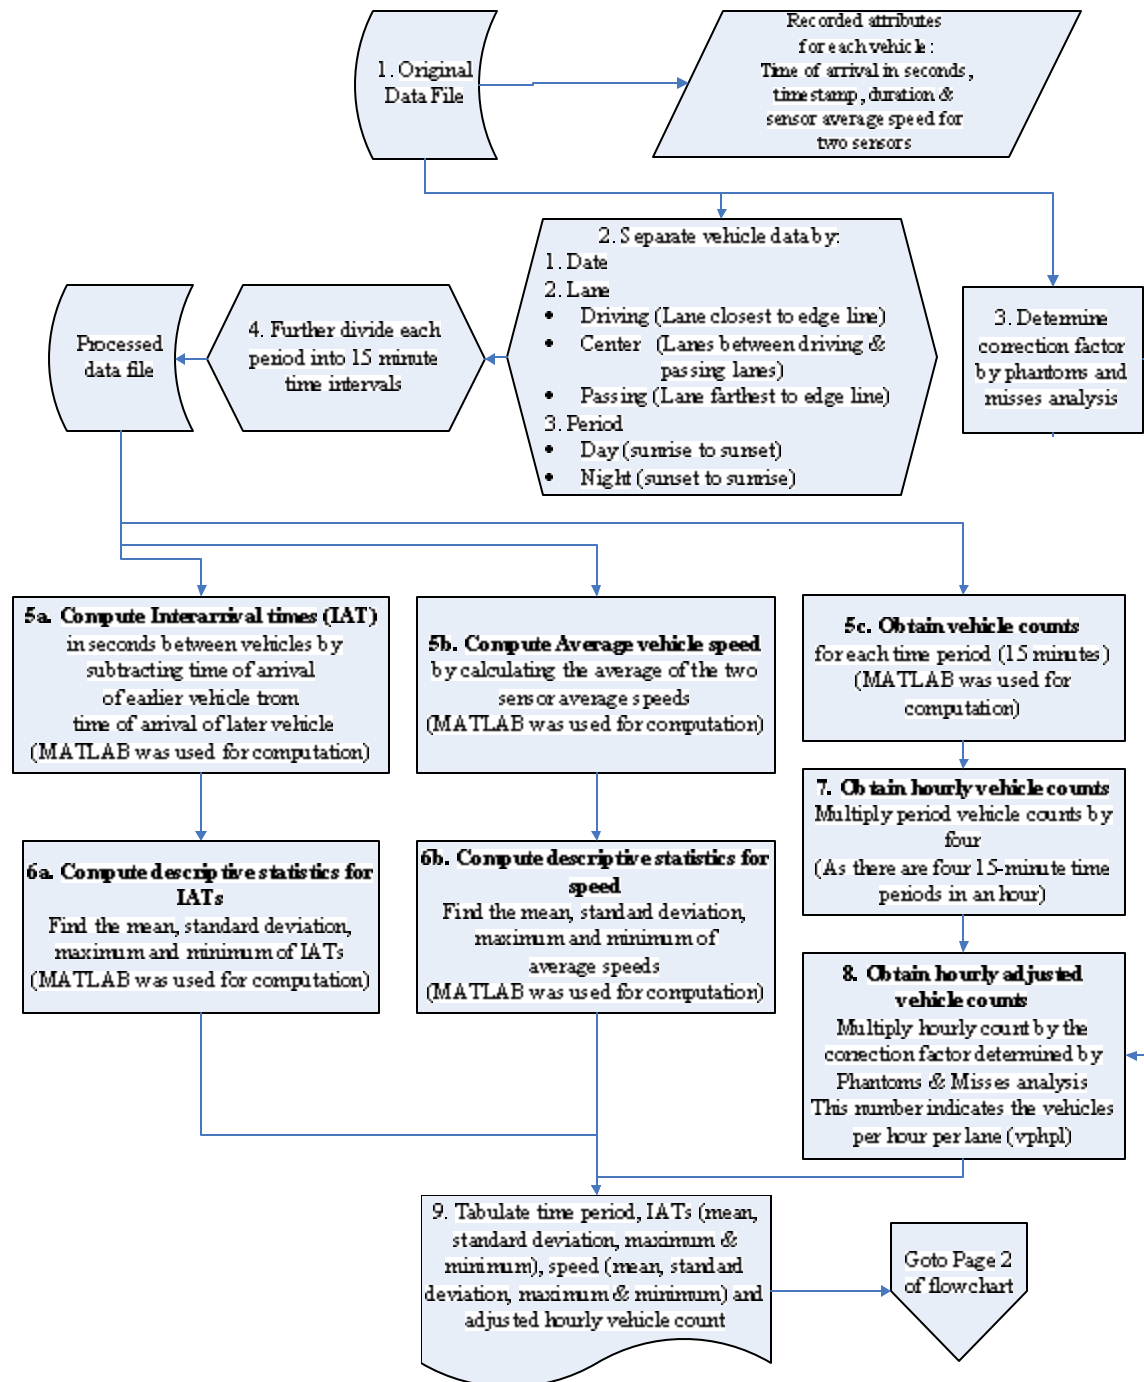 1. Original
Data File
Recorded attributes
for each vehicle:
Time of arrival in seconds,
timestamp, duration &
sensor average speed for
two sensors
2. Separate vehicle data by:
1. Date
2. Lane
• Driving (Lane closest to edge line)
• Center (Lanes between driving &
passing lanes)
• Passing (Lane farthest to edge line)
3. Period
• Day (sunrise to sunset)
• Night (sunset to sunrise)
3. Determine
correction factor
by phantoms and
misses analysis
4. Further divide each
period into 15 minute
time intervals
Processed
data file
5a. Compute Interarrival times (IAT)
in seconds between vehicles by
subtracting time of arrival
of earlier vehicle from
time of arrival of later vehicle
(MATLAB was used for computation)
5b. Compute Average vehicle speed
by calculating the average of the two
sensor average speeds
(MATLAB was used for computation)
5c. Obtain vehicle counts
for each time period (15 minutes)
(MATLAB was used for
computation)
6a. Compute descriptive statistics for
IATs
Find the mean, standard deviation,
maximum and minimum of IATs
(MATLAB was used for computation)
6b. Compute descriptive statistics for
speed
Find the mean, standard deviation,
maximum and minimum of
average speeds
(MATLAB was used for computation)
7. Obtain hourly vehicle counts
Multiply period vehicle counts by
four
(As there are four 15-minute time
periods in an hour)
8. Obtain hourly adjusted
vehicle counts
Multiply hourly count by the
correction factor determined by
Phantoms & Misses analysis
This number indicates the vehicles
per hour per lane (vphpl)
9. Tabulate time period, IATs (mean,
standard deviation, maximum &
minimum), speed (mean, standard
deviation, maximum & minimum) and
adjusted hourly vehicle count
Goto Page 2
of flowchart